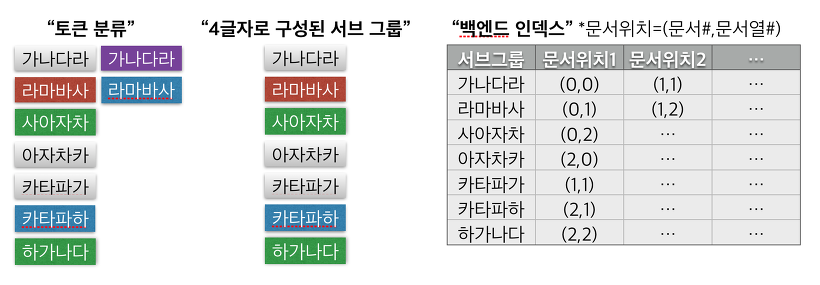 “토큰 분류”
가나다라 가나다라
라마바사 라마바사
사아자차
아자차카
카타파가
카타파하
하가나다
“4글자로 구성된 서브 그룹”
가나다라
라마바사
사아자차
아자차카
카타파가
카타파하
하가나다
“백엔드 인덱스” *문서위치=(문서#,문서열#)
서브그룹 문서위치1 문서위치2 …
가나다라 (0,0) (1,1) …
라마바사 (0,1) (1,2) …
사아자차 (0,2) … …
아자차카 (2,0) … …
카타파가 (1,1) … …
카타파하 (2,1) … …
하가나다 (2,2) … …